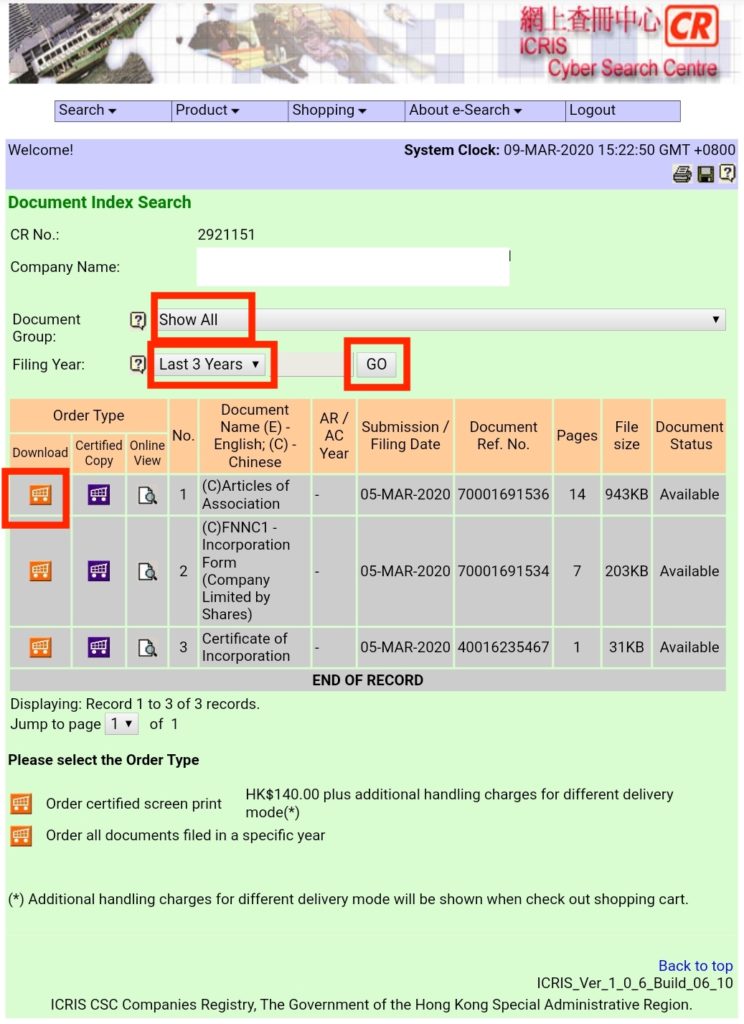 網上查冊中心 CR
ICRIS
Cyber Search Centre
Search ▾ Product ▾ Shopping ▾ About e-Search ▾ Logout
Welcome! System Clock: 09-MAR-2020 15:22:50 GMT +0800
Document Index Search
CR No.: 2921151
Company Name:
Document Group: Show All
Filing Year: Last 3 Years GO
Order Type
Download
Certified Copy
Online View
No.
Document Name (E) - English; (C) - Chinese
AR / AC Year
Submission / Filing Date
Document Ref. No.
Pages
File size
Document Status
1 (C)Articles of Association - 05-MAR-2020 70001691536 14 943KB Available
2 (C)FNNC1 - Incorporation Form (Company Limited by Shares) - 05-MAR-2020 70001691534 7 203KB Available
3 Certificate of Incorporation - 05-MAR-2020 40016235467 1 31KB Available
END OF RECORD
Displaying: Record 1 to 3 of 3 records.
Jump to page 1 of 1
Please select the Order Type
Order certified screen print HK$140.00 plus additional handling charges for different delivery mode(*)
Order all documents filed in a specific year
(*) Additional handling charges for different delivery mode will be shown when check out shopping cart.
Back to top
ICRIS_Ver_1_0_6_Build_06_10
ICRIS CSC Companies Registry, The Government of the Hong Kong Special Administrative Region.